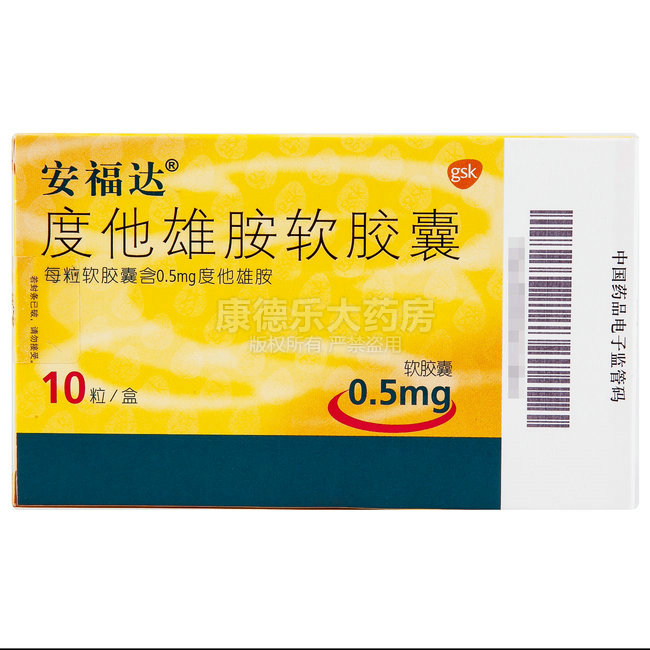 安福达®
gsk
度他雄胺软胶囊
每粒软胶囊含0.5mg度他雄胺
康德乐大药房
版权所有 严禁盗用
若封条已破，请勿接受。
10粒/盒
软胶囊
0.5mg
中国药品电子监管码